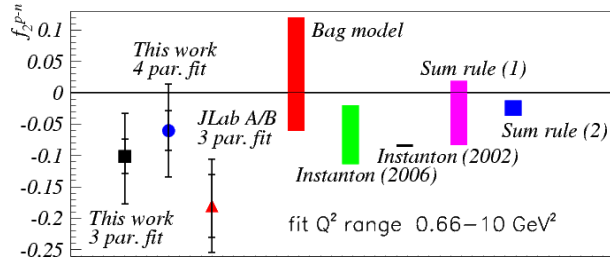 f₂ᵖ⁻ⁿ
0.1
0.05
0
-0.05
-0.1
-0.15
-0.2
-0.25
This work
4 par. fit
Bag model
Sum rule (1)
JLab A/B
3 par. fit
Sum rule (2)
Instanton (2002)
Instanton (2006)
This work
3 par. fit
fit Q² range 0.66–10 GeV²